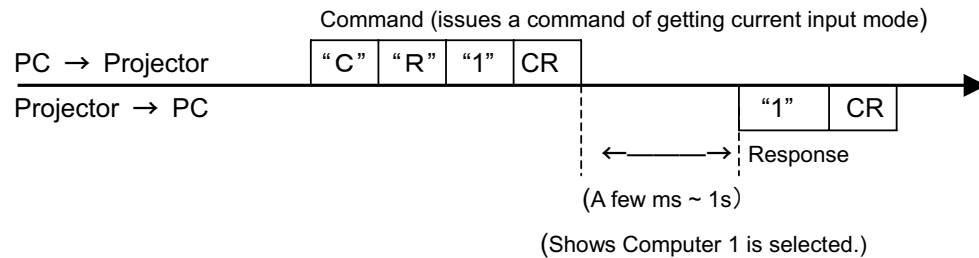 Command (issues a command of getting current input mode)
PC → Projector “C” “R” “1” CR
Projector → PC “1” CR
←———→ Response
(A few ms ~ 1s)
(Shows Computer 1 is selected.)